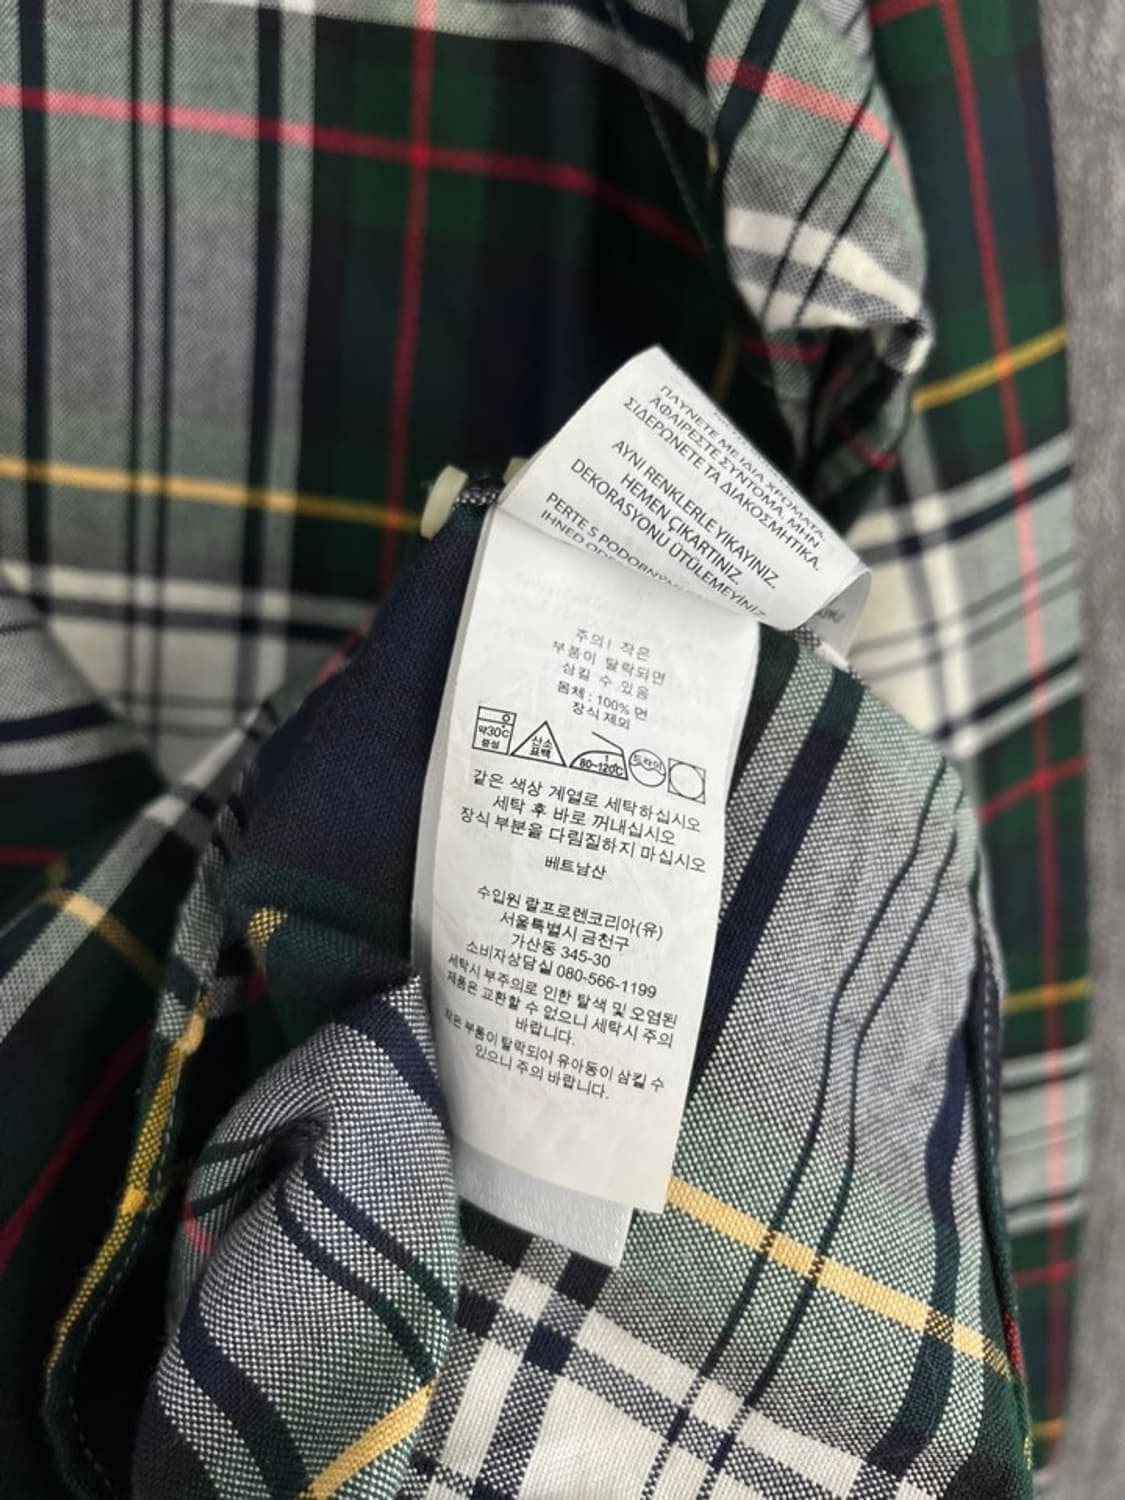 ΠΛΥΝΕΤΕ ΜΕ ΙΔΙΑ ΧΡΩΜΑΤΑ.
ΑΦΑΙΡΕΣΤΕ ΣΥΝΤΟΜΑ. ΜΗΝ
ΣΙΔΕΡΩΝΕΤΕ ΤΑ ΔΙΑΚΟΣΜΗΤΙΚΑ.
AYNI RENKLERLE YIKAYINIZ.
HEMEN ÇIKARTINIZ.
DEKORASYONU ÜTÜLEMEYİNİZ
PERTE S PODOBNÝMI
IHNED
주의! 작은
부품이 탈락되면
삼킬 수 있음
몸체 : 100% 면
장식 제외
약30℃
중성
산소
표백
80~120℃
드라이
같은 색상 계열로 세탁하십시오
세탁 후 바로 꺼내십시오
장식 부분을 다림질하지 마십시오
베트남산
수입원 랄프로렌코리아(유)
서울특별시 금천구
가산동 345-30
소비자상담실 080-566-1199
세탁시 부주의로 인한 탈색 및 오염된
제품은 교환할 수 없으니 세탁시 주의
바랍니다.
작은 부품이 탈락되어 유아동이 삼킬 수
있으니 주의 바랍니다.